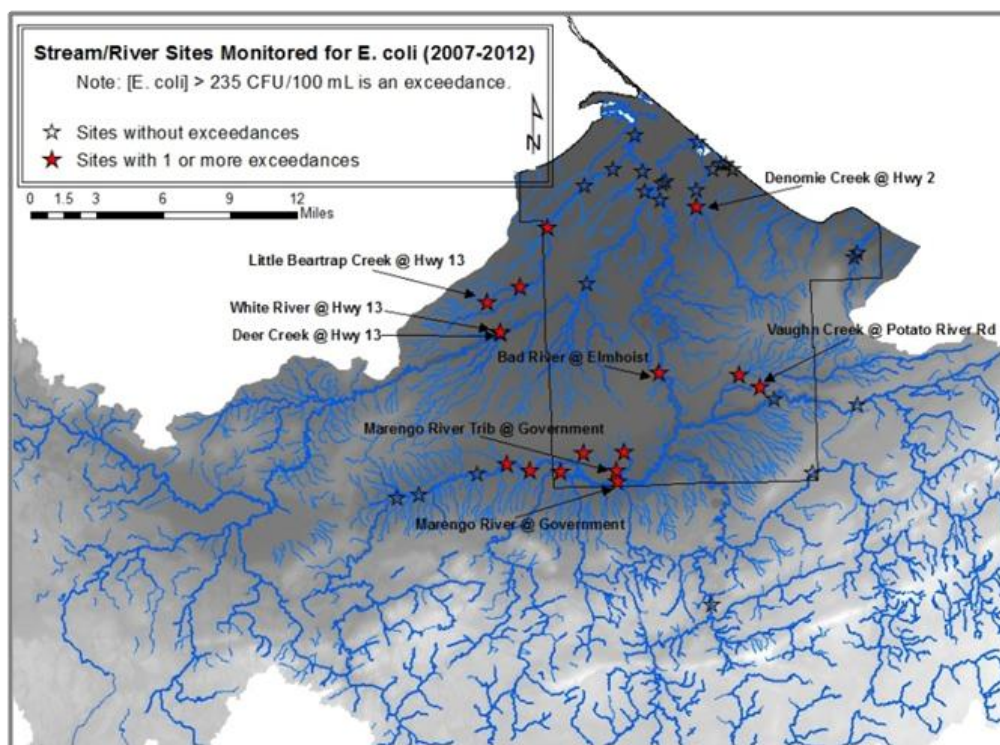 Stream/River Sites Monitored for E. coli (2007-2012)
Note: [E. coli] > 235 CFU/100 mL is an exceedance.
N
Sites without exceedances
Sites with 1 or more exceedances
0 1.5 3 6 9 12
Miles
Denomie Creek @ Hwy 2
Little Beartrap Creek @ Hwy 13
White River @ Hwy 13
Deer Creek @ Hwy 13
Vaughn Creek @ Potato River Rd
Bad River @ Elmhoist
Marengo River Trib @ Government
Marengo River @ Government